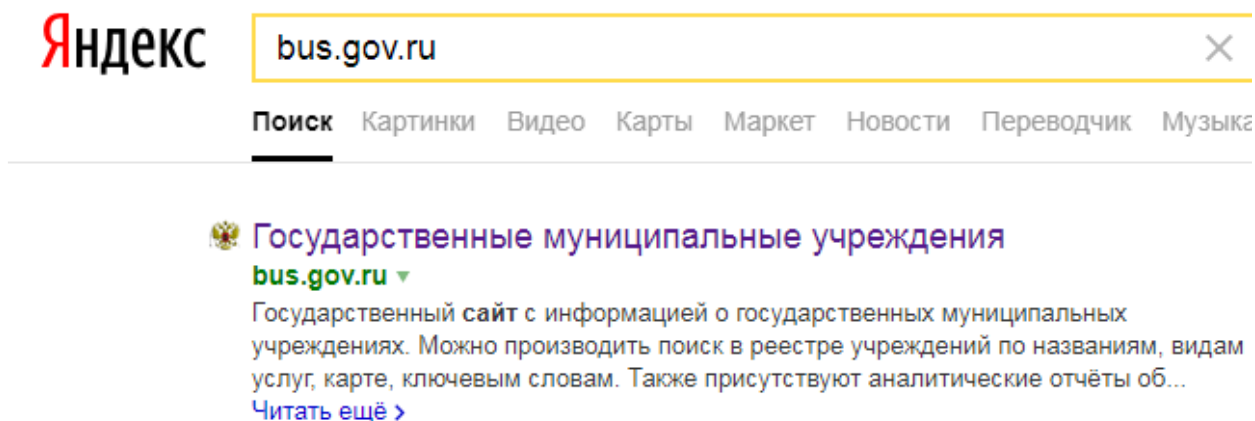 Яндекс
bus.gov.ru
Поиск Картинки Видео Карты Маркет Новости Переводчик Музыка
Государственные муниципальные учреждения
bus.gov.ru
Государственный сайт с информацией о государственных муниципальных
учреждениях. Можно производить поиск в реестре учреждений по названиям, видам
услуг, карте, ключевым словам. Также присутствуют аналитические отчёты об...
Читать ещё >